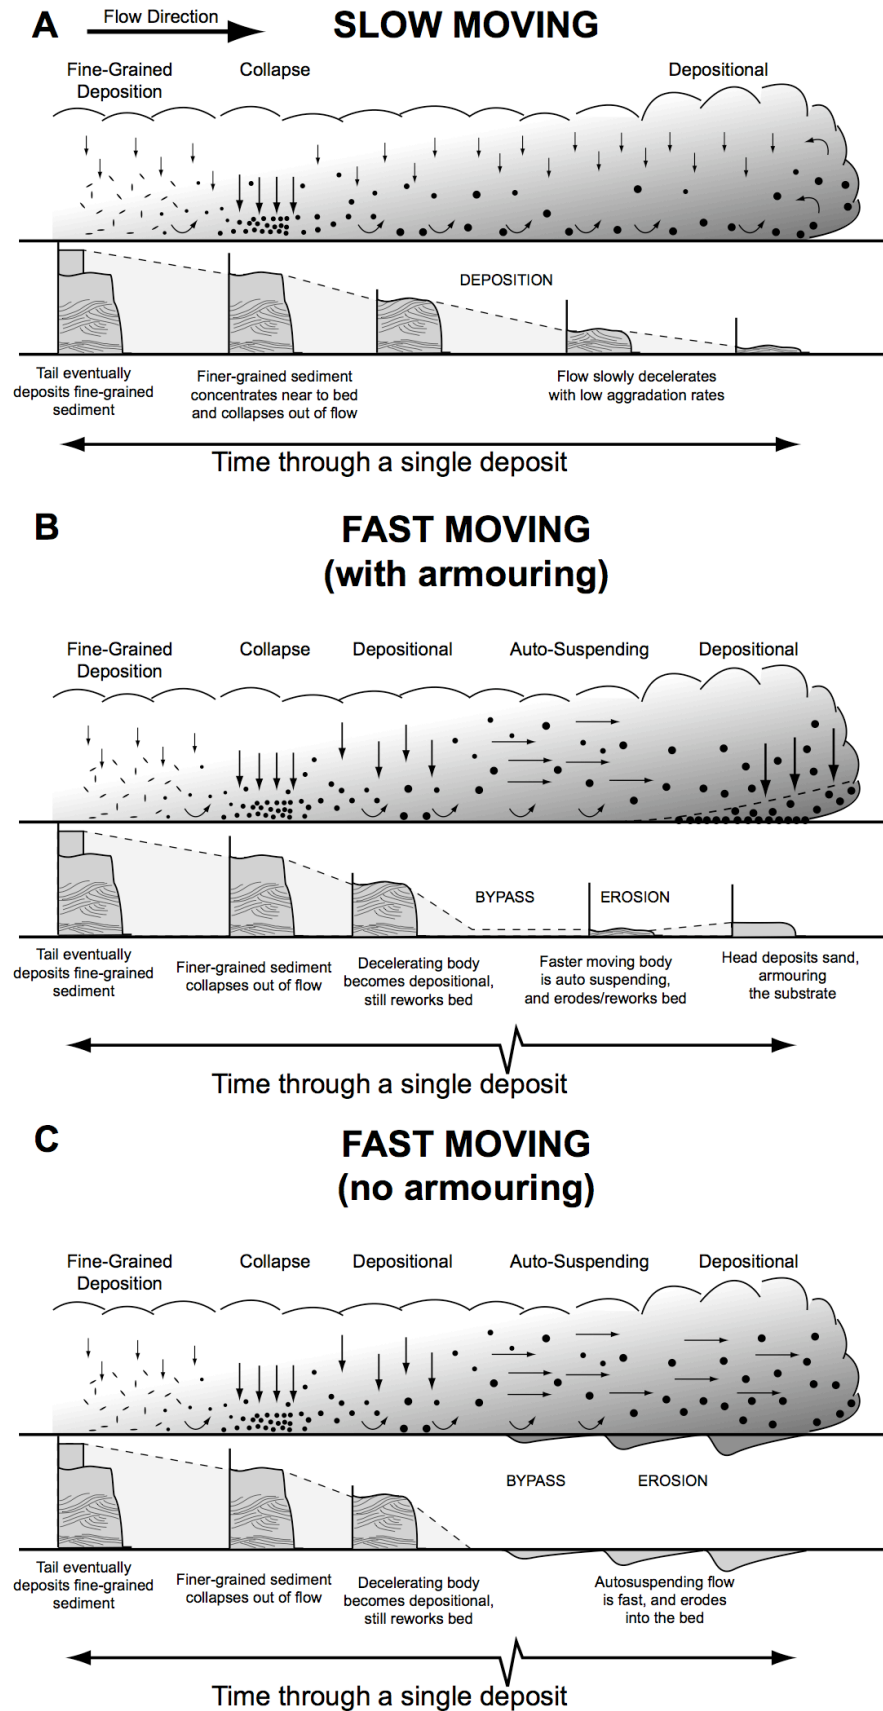 A
Flow Direction
SLOW MOVING
Fine-Grained
Deposition
Collapse
Depositional
DEPOSITION
Tail eventually
deposits fine-grained
sediment
Finer-grained sediment
concentrates near to bed
and collapses out of flow
Flow slowly decelerates
with low aggradation rates
Time through a single deposit
B
FAST MOVING
(with armouring)
Fine-Grained
Deposition
Collapse
Depositional
Auto-Suspending
Depositional
BYPASS
EROSION
Tail eventually
deposits fine-grained
sediment
Finer-grained sediment
collapses out of flow
Decelerating body
becomes depositional,
still reworks bed
Faster moving body
is auto suspending,
and erodes/reworks bed
Head deposits sand,
armouring
the substrate
Time through a single deposit
C
FAST MOVING
(no armouring)
Fine-Grained
Deposition
Collapse
Depositional
Auto-Suspending
Depositional
BYPASS
EROSION
Tail eventually
deposits fine-grained
sediment
Finer-grained sediment
collapses out of flow
Decelerating body
becomes depositional,
still reworks bed
Autosuspending flow
is fast, and erodes
into the bed
Time through a single deposit